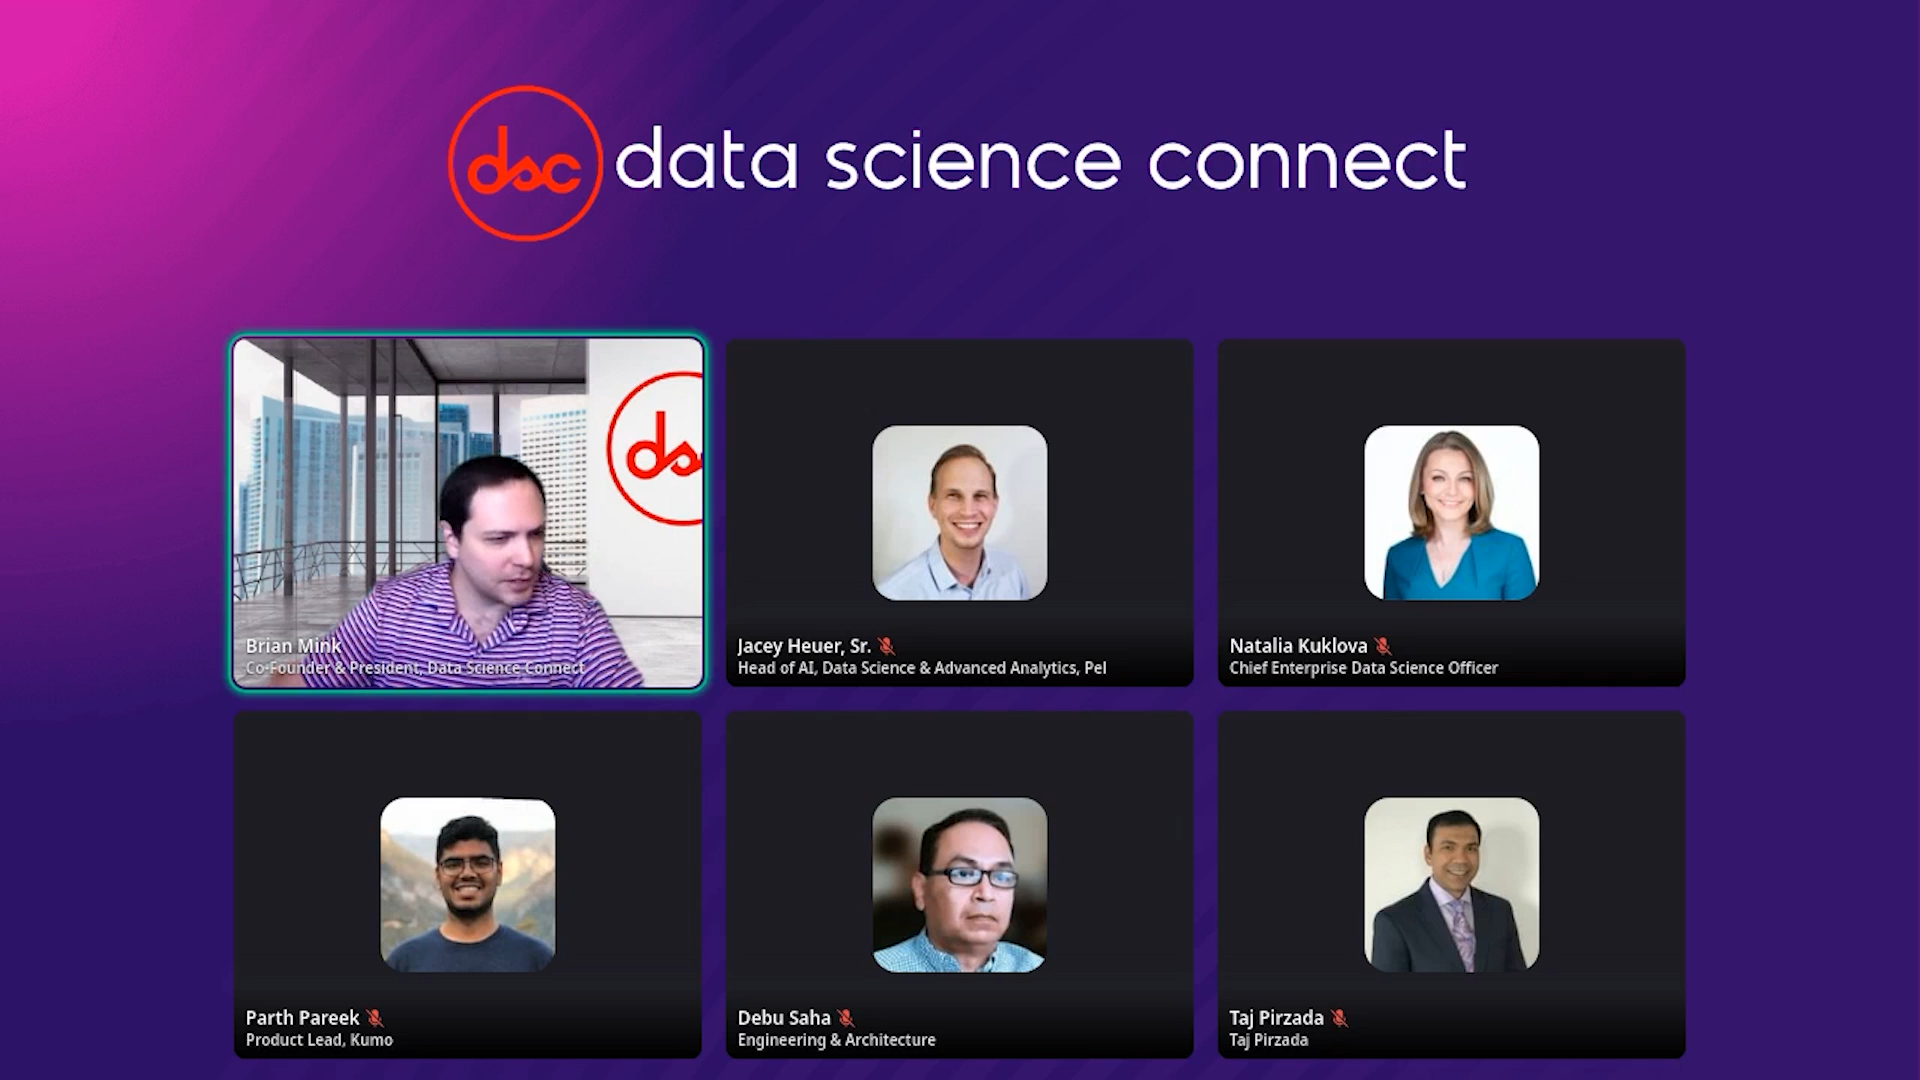 dsc data science connect
ds
Brian Mink
Co-Founder & President, Data Science Connect
Jacey Heuer, Sr.
Head of AI, Data Science & Advanced Analytics, Pel
Natalia Kuklova
Chief Enterprise Data Science Officer
Parth Pareek
Product Lead, Kumo
Debu Saha
Engineering & Architecture
Taj Pirzada
Taj Pirzada